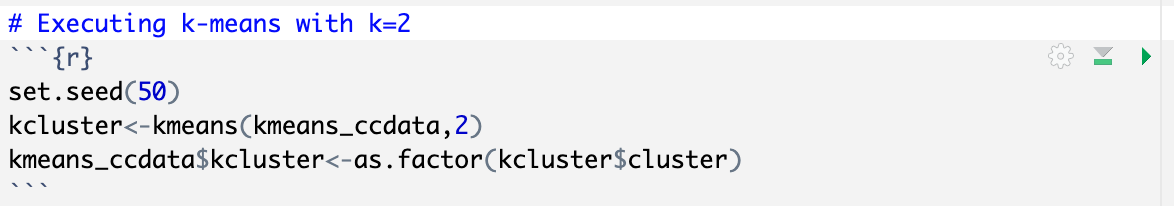 # Executing k-means with k=2
```{r}
set.seed(50)
kcluster<-kmeans(kmeans_ccdata,2)
kmeans_ccdata$kcluster<-as.factor(kcluster$cluster)
```